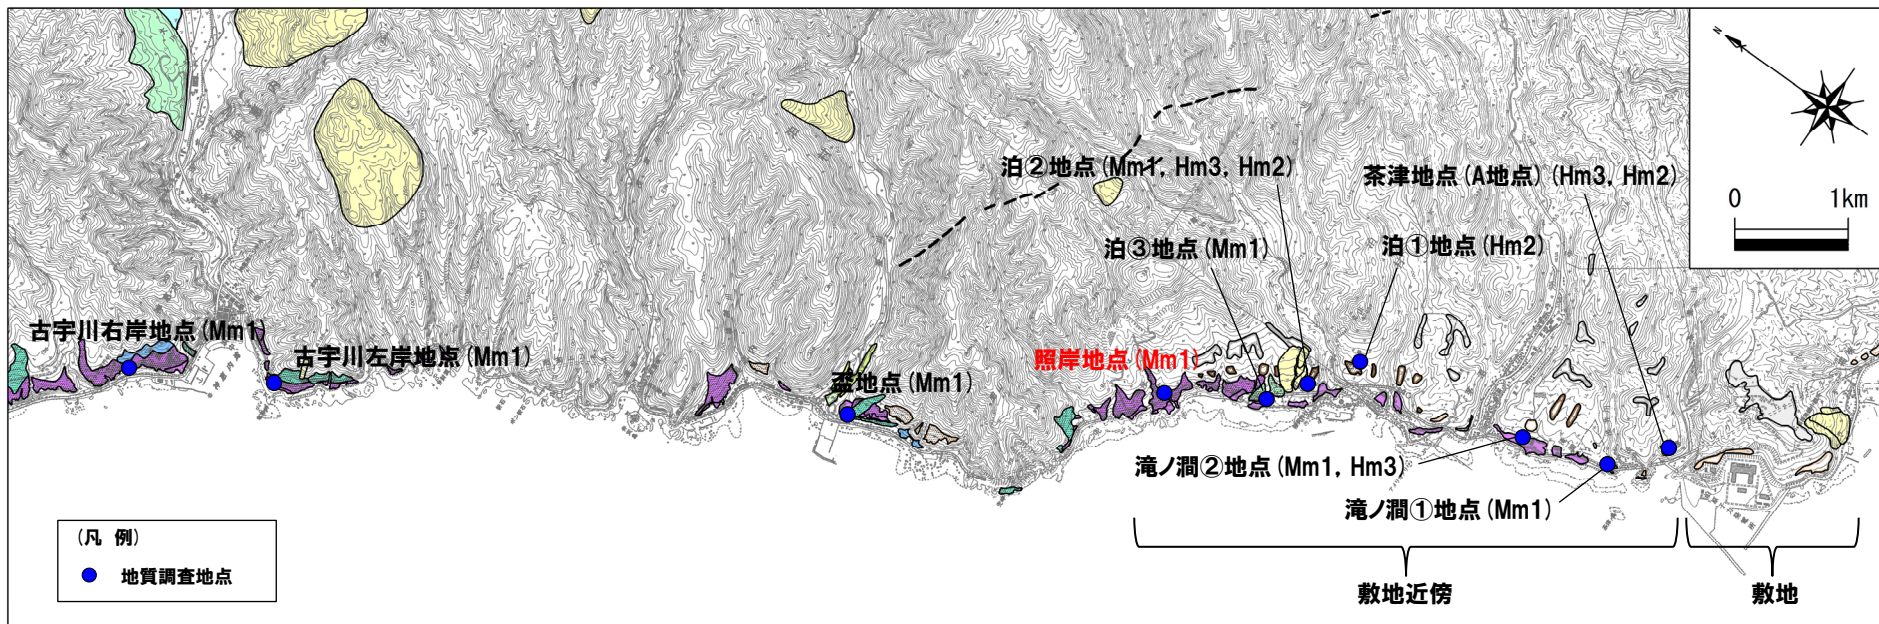 N
0 1km
泊②地点(Mm1, Hm3, Hm2)
茶津地点(A地点)(Hm3, Hm2)
泊③地点(Mm1)
泊①地点(Hm2)
古宇川右岸地点(Mm1)
古宇川左岸地点(Mm1)
盃地点(Mm1)
照岸地点(Mm1)
滝ノ澗②地点(Mm1, Hm3)
滝ノ澗①地点(Mm1)
(凡 例)
地質調査地点
敷地近傍
敷地